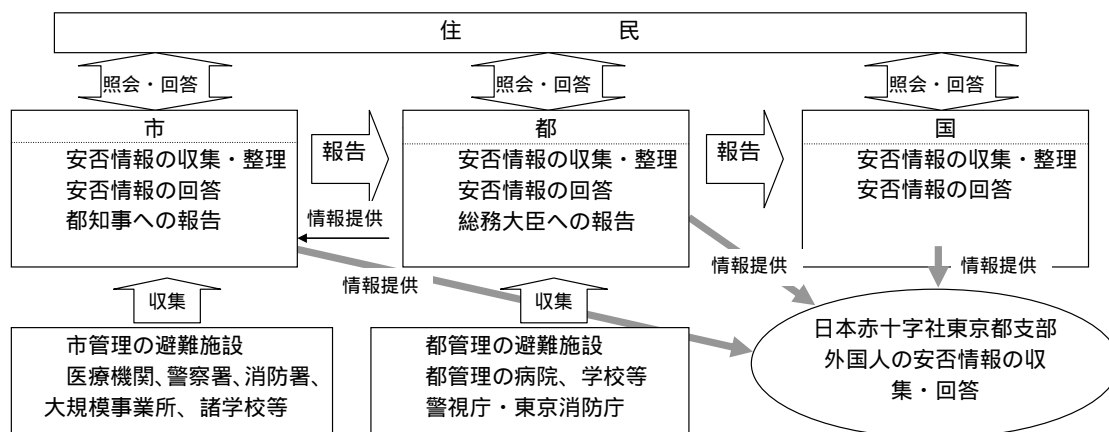 住　　民
照会・回答
照会・回答
照会・回答
市
安否情報の収集・整理
安否情報の回答
都知事への報告
報告
都
安否情報の収集・整理
安否情報の回答
総務大臣への報告
報告
国
安否情報の収集・整理
安否情報の回答
情報提供
情報提供
情報提供
情報提供
収集
収集
市管理の避難施設
医療機関、警察署、消防署、
大規模事業所、諸学校等
都管理の避難施設
都管理の病院、学校等
警視庁・東京消防庁
日本赤十字社東京都支部
外国人の安否情報の収
集・回答